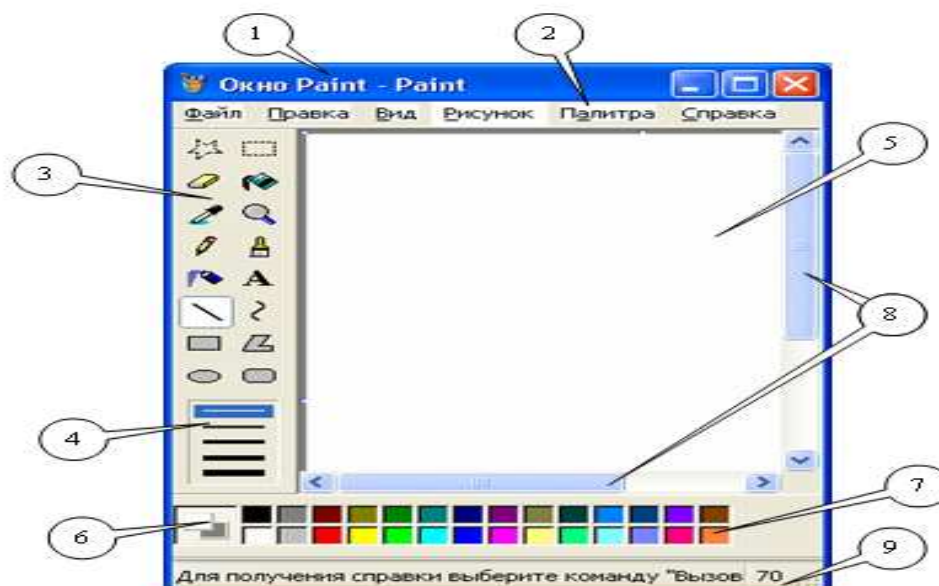 1
2
Окно Paint - Paint
Файл Правка Вид Рисунок Палитра Справка
3
5
A
8
4
7
6
9
Для получения справки выберите команду "Вызов 70